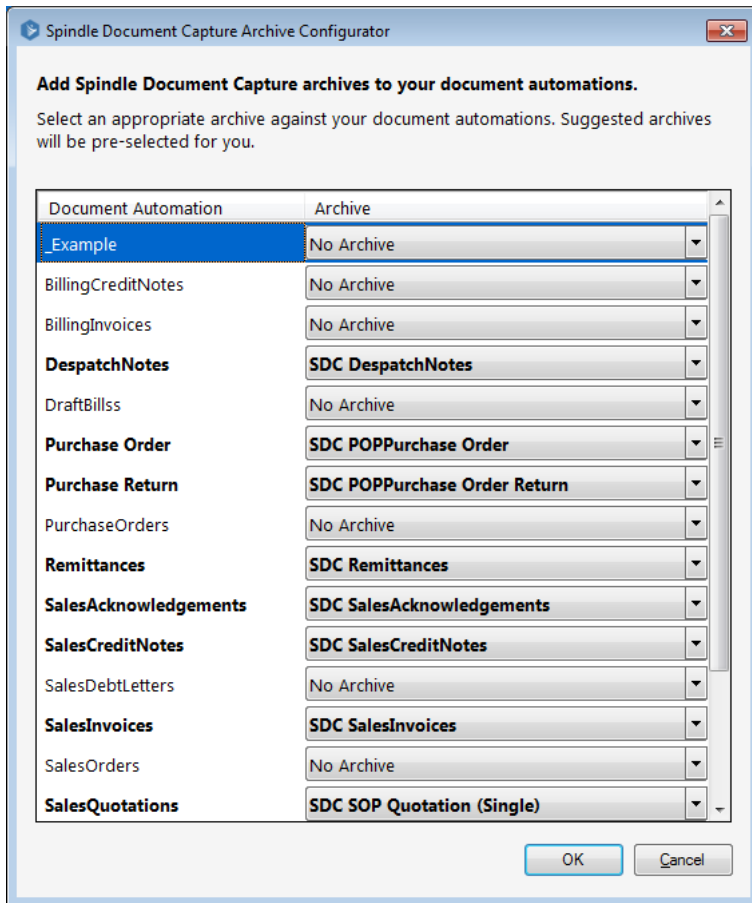 Spindle Document Capture Archive Configurator
Add Spindle Document Capture archives to your document automations.
Select an appropriate archive against your document automations. Suggested archives
will be pre-selected for you.
Document Automation Archive
_Example No Archive
BillingCreditNotes No Archive
BillingInvoices No Archive
DespatchNotes SDC DespatchNotes
DraftBillss No Archive
Purchase Order SDC POPPurchase Order
Purchase Return SDC POPPurchase Order Return
PurchaseOrders No Archive
Remittances SDC Remittances
SalesAcknowledgements SDC SalesAcknowledgements
SalesCreditNotes SDC SalesCreditNotes
SalesDebtLetters No Archive
SalesInvoices SDC SalesInvoices
SalesOrders No Archive
SalesQuotations SDC SOP Quotation (Single)
OK Cancel